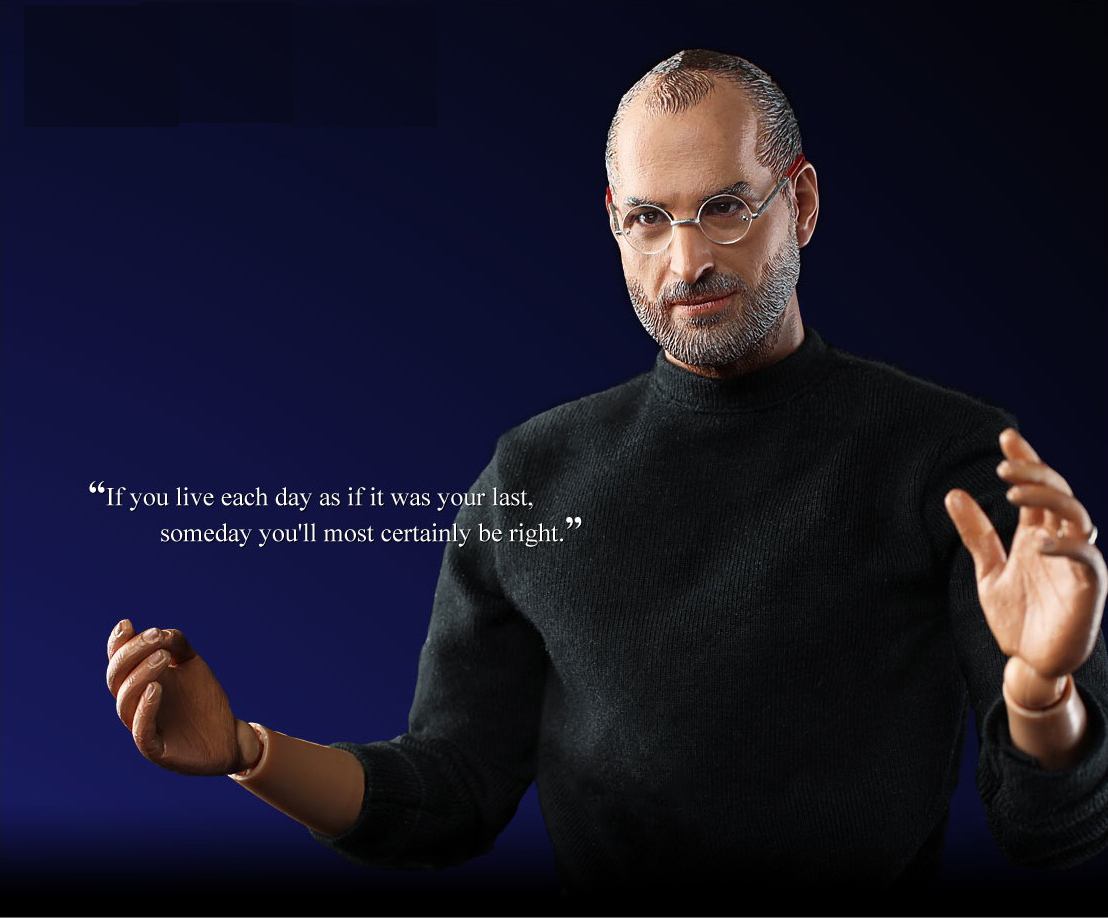 “If you live each day as if it was your last,
someday you'll most certainly be right.”